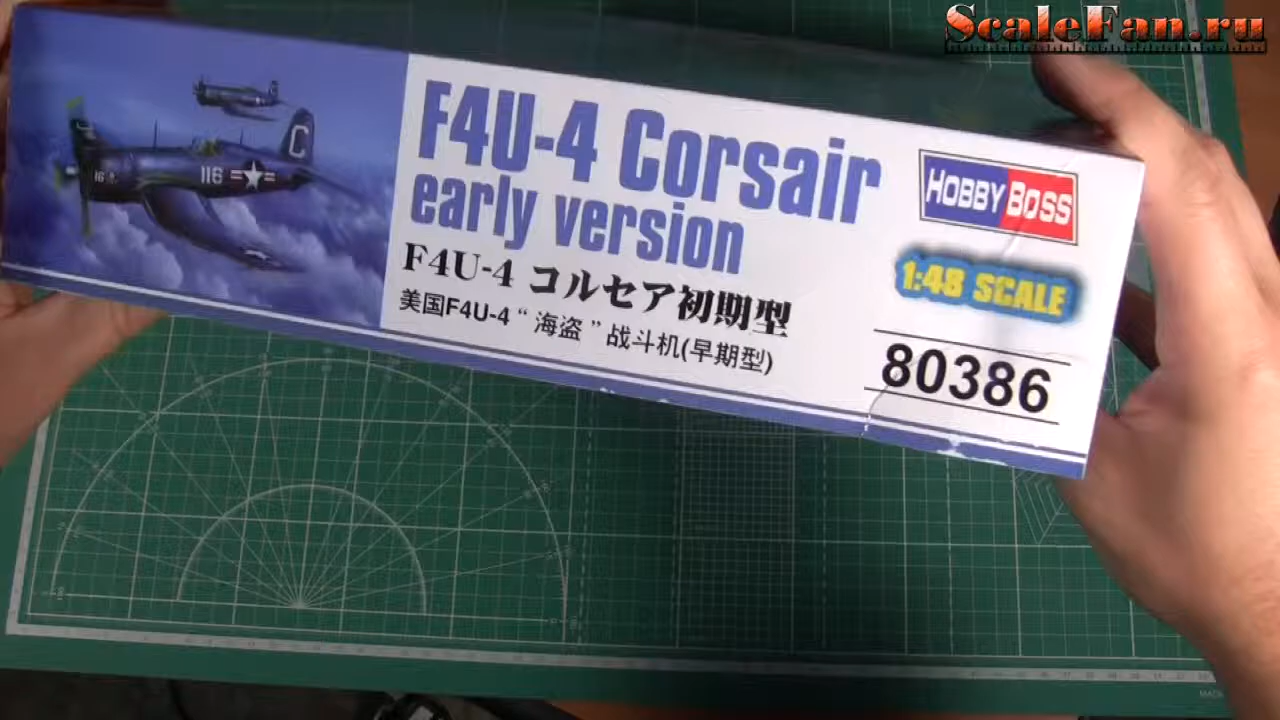 ScaleFan.ru
F4U-4 Corsair
early version
F4U-4 コルセア初期型
美国F4U-4“海盗”战斗机(早期型)
HOBBY BOSS
1:48 SCALE
80386
116
C
16